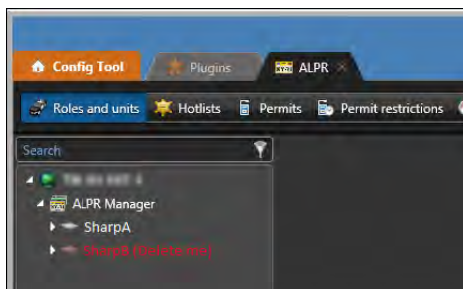 Config Tool Plugins ALPR
Roles and units Hotlists Permits Permit restrictions
Search
ALPR Manager
SharpA